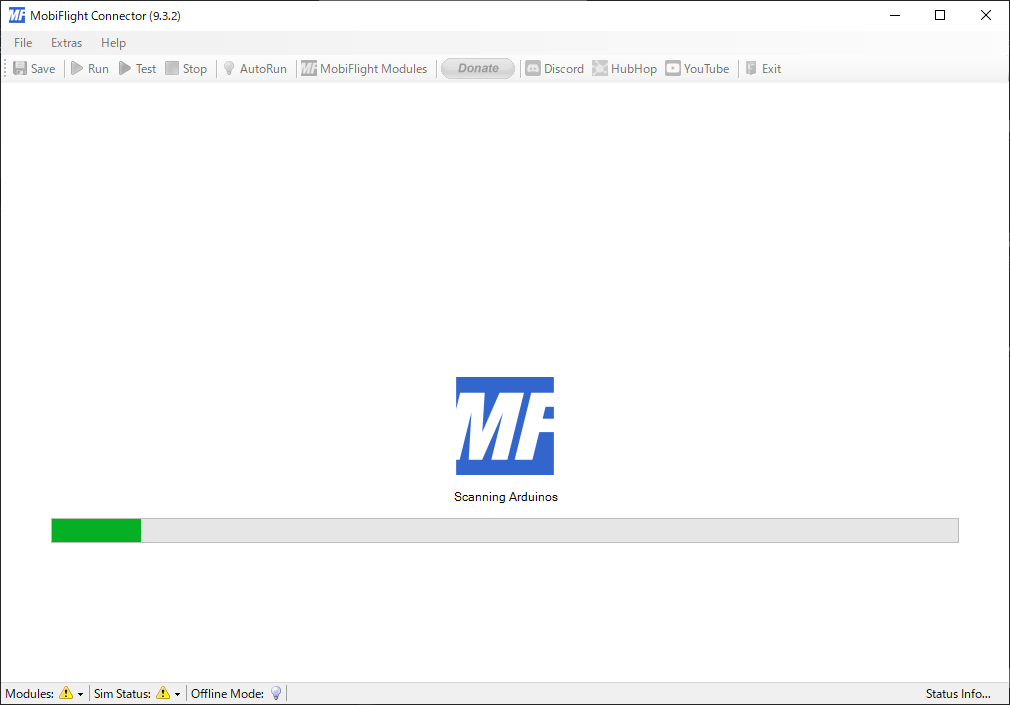 MobiFlight Connector (9.3.2)
File Extras Help
Save Run Test Stop AutoRun MF MobiFlight Modules Donate Discord HubHop YouTube Exit
MF
Scanning Arduinos
Modules: Sim Status: Offline Mode: Status Info...